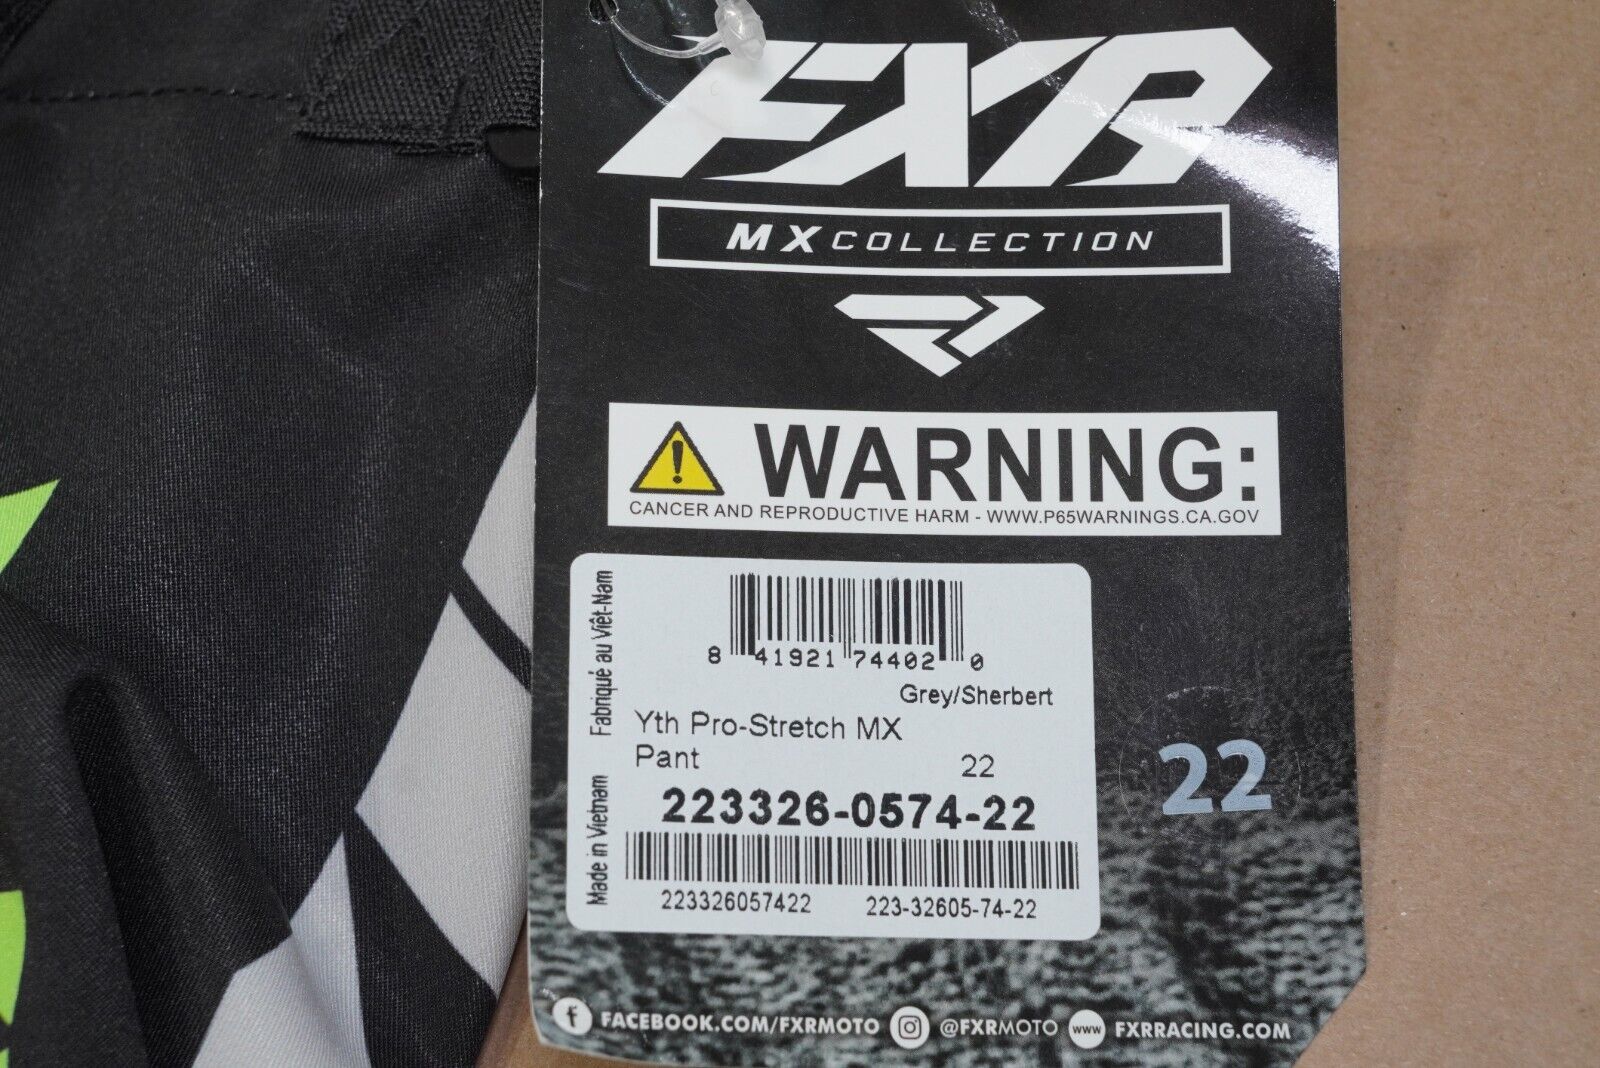 FXR
MX COLLECTION
WARNING:
CANCER AND REPRODUCTIVE HARM - WWW.P65WARNINGS.CA.GOV
Fabriqué au Viêt-Nam
Made in Vietnam
8 41921 74402 0
Grey/Sherbert
Yth Pro-Stretch MX
Pant 22
223326-0574-22
223326057422 223-32605-74-22
22
f FACEBOOK.COM/FXRMOTO @FXRMOTO www FXRRACING.COM